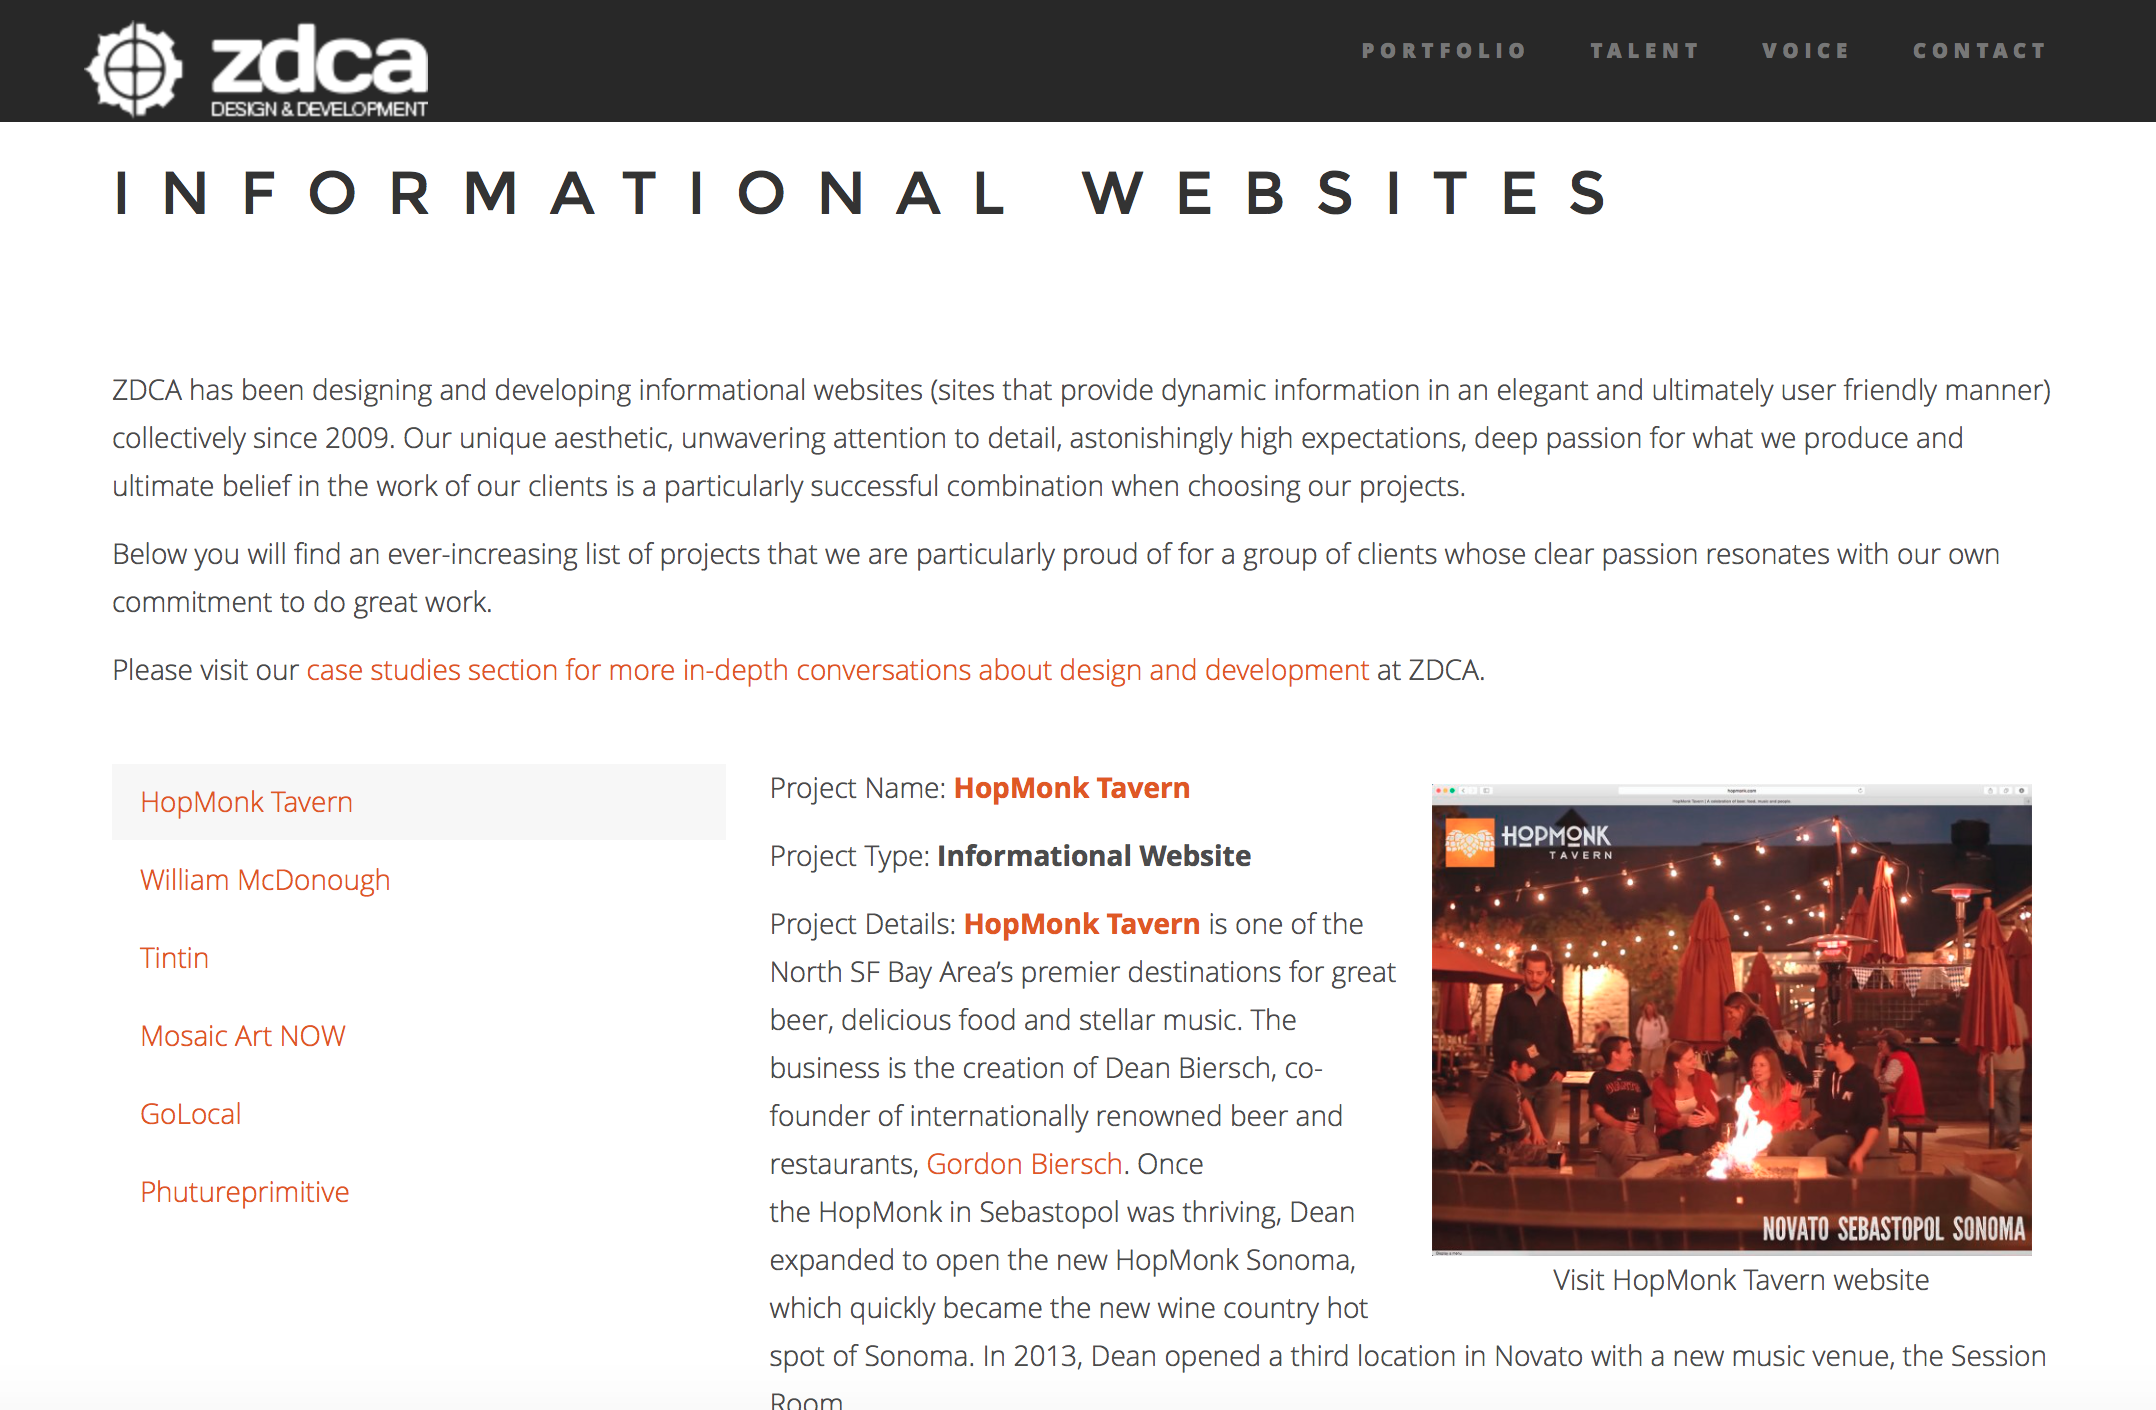 zdca
DESIGN & DEVELOPMENT
PORTFOLIO
TALENT
VOICE
CONTACT
INFORMATIONAL WEBSITES
ZDCA has been designing and developing informational websites (sites that provide dynamic information in an elegant and ultimately user friendly manner)
collectively since 2009. Our unique aesthetic, unwavering attention to detail, astonishingly high expectations, deep passion for what we produce and
ultimate belief in the work of our clients is a particularly successful combination when choosing our projects.
Below you will find an ever-increasing list of projects that we are particularly proud of for a group of clients whose clear passion resonates with our own
commitment to do great work.
Please visit our case studies section for more in-depth conversations about design and development at ZDCA.
HopMonk Tavern
William McDonough
Tintin
Mosaic Art NOW
GoLocal
Phutureprimitive
Project Name: HopMonk Tavern
Project Type: Informational Website
Project Details: HopMonk Tavern is one of the
North SF Bay Area’s premier destinations for great
beer, delicious food and stellar music. The
business is the creation of Dean Biersch, co-
founder of internationally renowned beer and
restaurants, Gordon Biersch. Once
the HopMonk in Sebastopol was thriving, Dean
expanded to open the new HopMonk Sonoma,
which quickly became the new wine country hot
spot of Sonoma. In 2013, Dean opened a third location in Novato with a new music venue, the Session
Room
hopmonk.com
HOPMONK
TAVERN
NOVATO SEBASTOPOL SONOMA
Visit HopMonk Tavern website